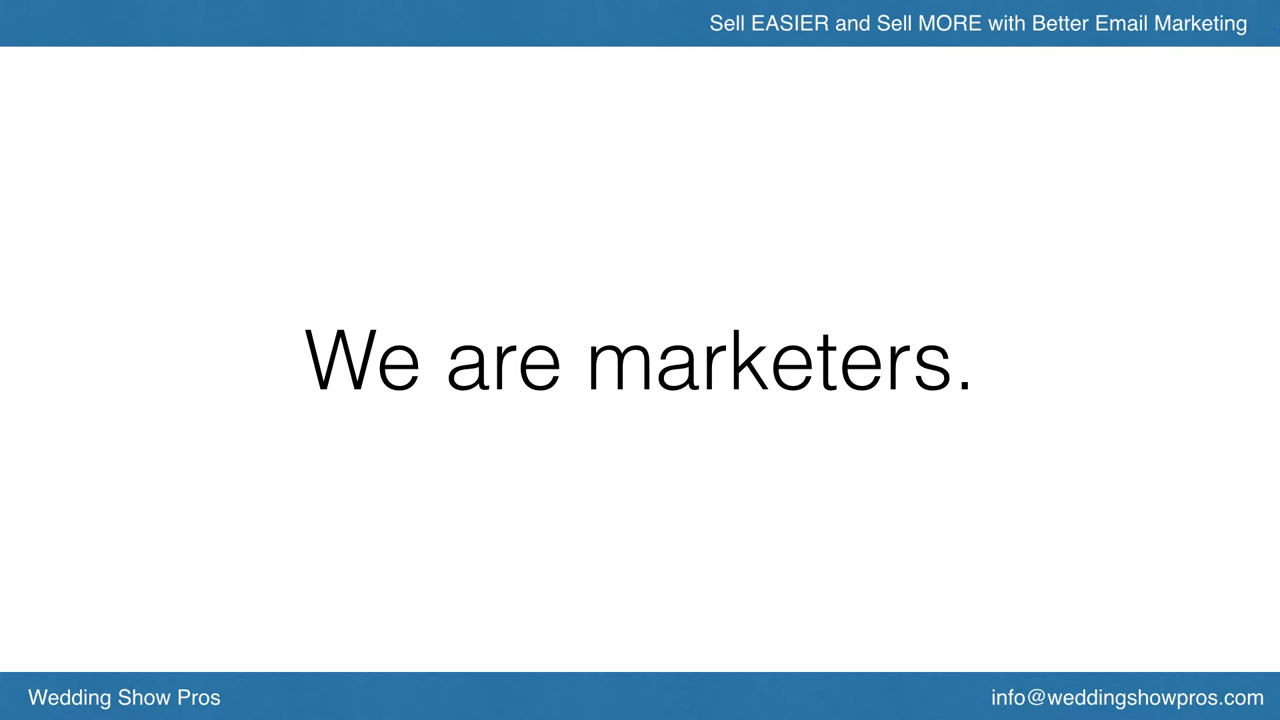 Sell EASIER and Sell MORE with Better Email Marketing
We are marketers.
Wedding Show Pros
info@weddingshowpros.com